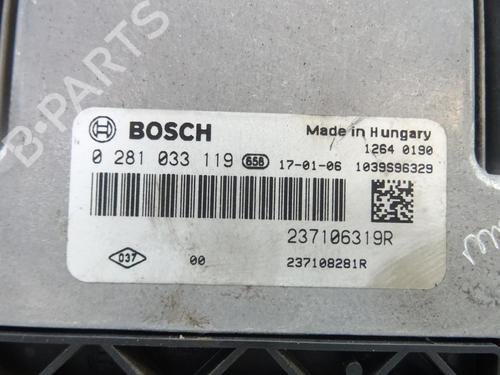 B-PARTS
BOSCH
Made in Hungary
1264 0190
0 281 033 119 656 17-01-06 1039S96329
237106319R
037 00 237108281R